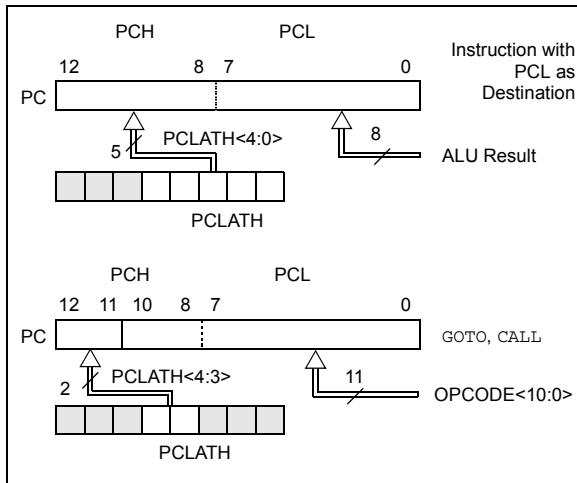 PCH PCL
12 8 7 0
Instruction with
PCL as
Destination
PC
5 PCLATH<4:0> 8
ALU Result
PCLATH
PCH PCL
12 11 10 8 7 0
PC GOTO, CALL
2 PCLATH<4:3> 11
OPCODE<10:0>
PCLATH